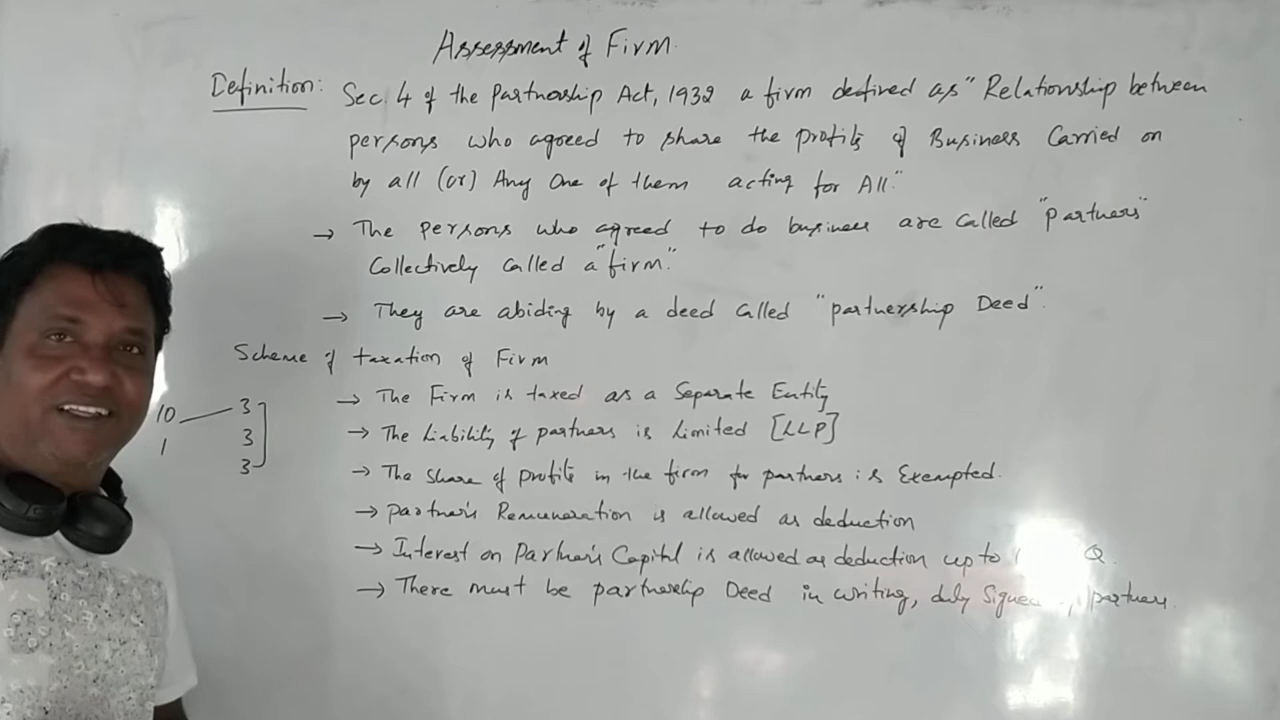 Assessment of Firm.
Definition: Sec. 4 of the Partnership Act, 1932 a firm defined as "Relationship between
persons who agreed to share the profits of Business Carried on
by all (or) Any One of them acting for All."
→ The persons who agreed to do business are called "partners"
Collectively called a "firm."
→ They are abiding by a deed called "partnership Deed".
Scheme of taxation of Firm
→ The Firm is taxed as a Separate Entity
→ The Liability of partners is Limited [LLP]
→ The Share of profits in the firm for partners is Exempted.
→ partner's Remuneration is allowed as deduction
→ Interest on Partner's Capital is allowed as deduction up to
→ There must be partnership Deed in writing, duly Signed partners.
10 3
1 3
3